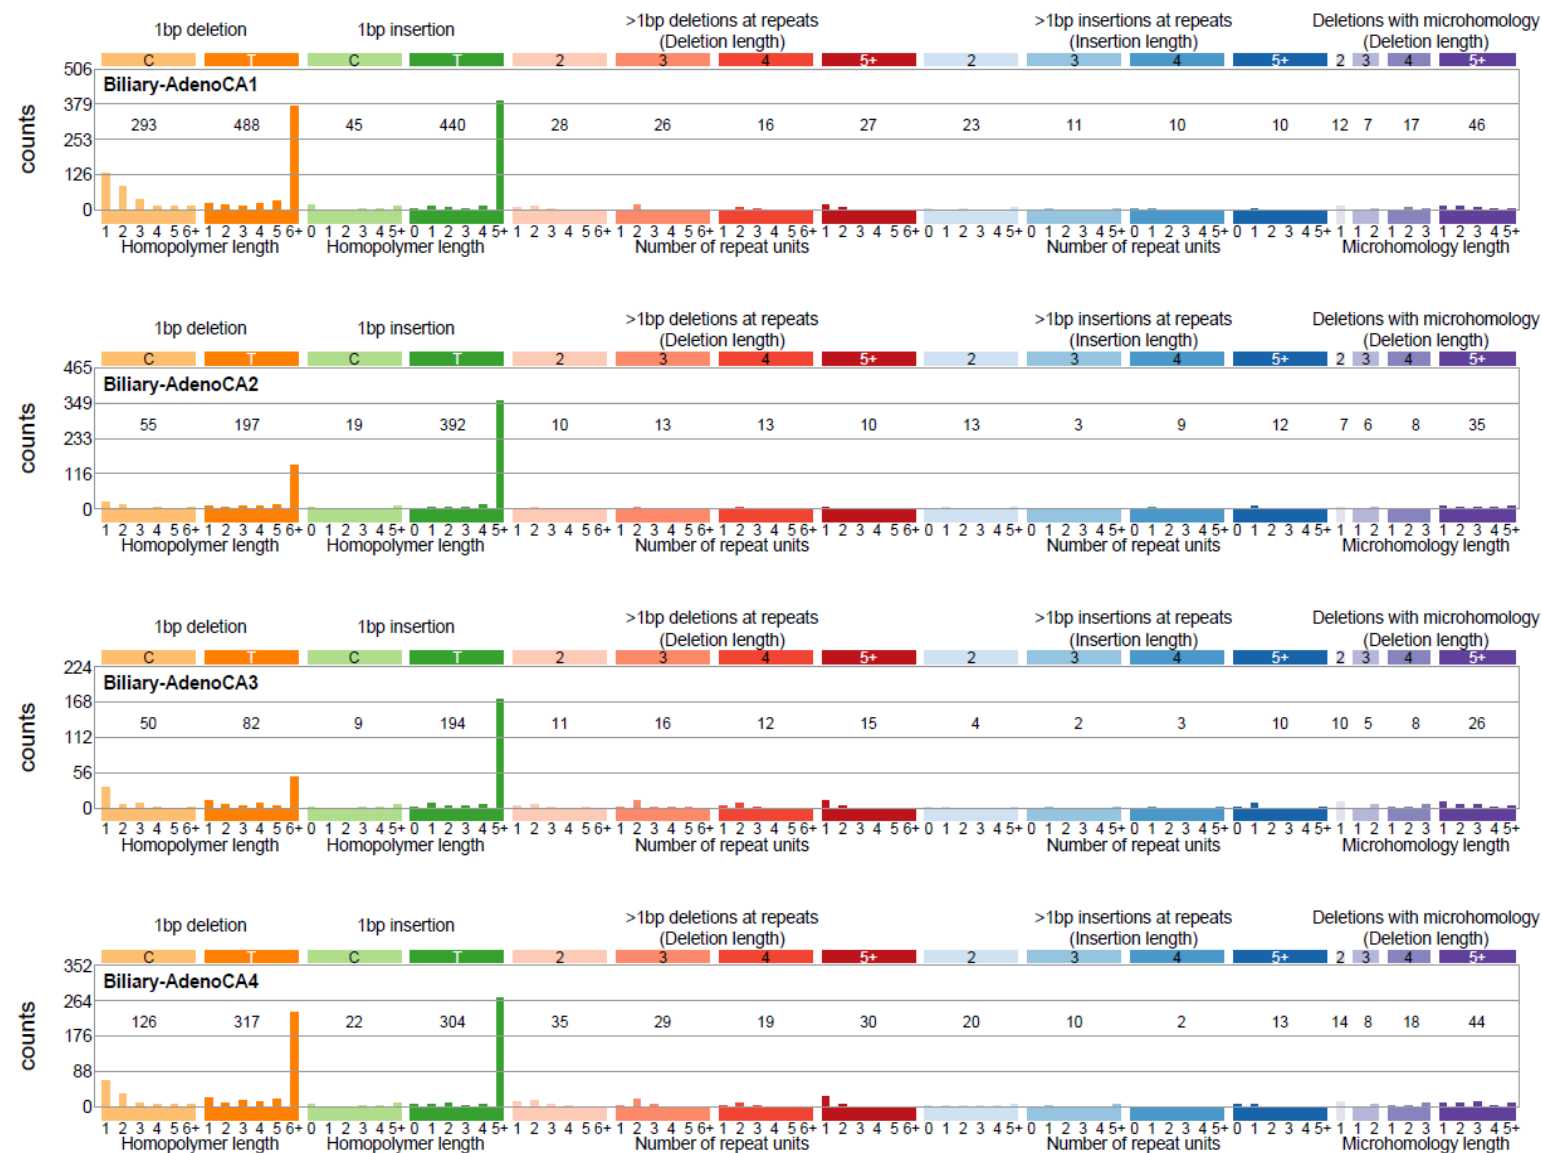 1bp deletion 1bp insertion >1bp deletions at repeats >1bp insertions at repeats Deletions with microhomology
(Deletion length) (Insertion length) (Deletion length)
C T C T 2 3 4 5+ 2 3 4 5+ 2 3 4 5+
506
Biliary-AdenoCA1
379
293 488 45 440 28 26 16 27 23 11 10 10 12 7 17 46
253
counts
126
0
1 2 3 4 5 6+ 1 2 3 4 5 6+ 0 1 2 3 4 5+ 0 1 2 3 4 5+ 1 2 3 4 5 6+ 1 2 3 4 5 6+ 1 2 3 4 5 6+ 1 2 3 4 5 6+ 0 1 2 3 4 5+ 0 1 2 3 4 5+ 0 1 2 3 4 5+ 0 1 2 3 4 5+ 1 1 2 1 2 3 1 2 3 4 5+
Homopolymer length Homopolymer length Number of repeat units Number of repeat units Microhomology length
1bp deletion 1bp insertion >1bp deletions at repeats >1bp insertions at repeats Deletions with microhomology
(Deletion length) (Insertion length) (Deletion length)
C T C T 2 3 4 5+ 2 3 4 5+ 2 3 4 5+
465
Biliary-AdenoCA2
349
55 197 19 392 10 13 13 10 13 3 9 12 7 6 8 35
233
counts
116
0
1 2 3 4 5 6+ 1 2 3 4 5 6+ 0 1 2 3 4 5+ 0 1 2 3 4 5+ 1 2 3 4 5 6+ 1 2 3 4 5 6+ 1 2 3 4 5 6+ 1 2 3 4 5 6+ 0 1 2 3 4 5+ 0 1 2 3 4 5+ 0 1 2 3 4 5+ 0 1 2 3 4 5+ 1 1 2 1 2 3 1 2 3 4 5+
Homopolymer length Homopolymer length Number of repeat units Number of repeat units Microhomology length
1bp deletion 1bp insertion >1bp deletions at repeats >1bp insertions at repeats Deletions with microhomology
(Deletion length) (Insertion length) (Deletion length)
C T C T 2 3 4 5+ 2 3 4 5+ 2 3 4 5+
224
Biliary-AdenoCA3
168
50 82 9 194 11 16 12 15 4 2 3 10 10 5 8 26
112
counts
56
0
1 2 3 4 5 6+ 1 2 3 4 5 6+ 0 1 2 3 4 5+ 0 1 2 3 4 5+ 1 2 3 4 5 6+ 1 2 3 4 5 6+ 1 2 3 4 5 6+ 1 2 3 4 5 6+ 0 1 2 3 4 5+ 0 1 2 3 4 5+ 0 1 2 3 4 5+ 0 1 2 3 4 5+ 1 1 2 1 2 3 1 2 3 4 5+
Homopolymer length Homopolymer length Number of repeat units Number of repeat units Microhomology length
1bp deletion 1bp insertion >1bp deletions at repeats >1bp insertions at repeats Deletions with microhomology
(Deletion length) (Insertion length) (Deletion length)
C T C T 2 3 4 5+ 2 3 4 5+ 2 3 4 5+
352
Biliary-AdenoCA4
264
126 317 22 304 35 29 19 30 20 10 2 13 14 8 18 44
176
counts
88
0
1 2 3 4 5 6+ 1 2 3 4 5 6+ 0 1 2 3 4 5+ 0 1 2 3 4 5+ 1 2 3 4 5 6+ 1 2 3 4 5 6+ 1 2 3 4 5 6+ 1 2 3 4 5 6+ 0 1 2 3 4 5+ 0 1 2 3 4 5+ 0 1 2 3 4 5+ 0 1 2 3 4 5+ 1 1 2 1 2 3 1 2 3 4 5+
Homopolymer length Homopolymer length Number of repeat units Number of repeat units Microhomology length